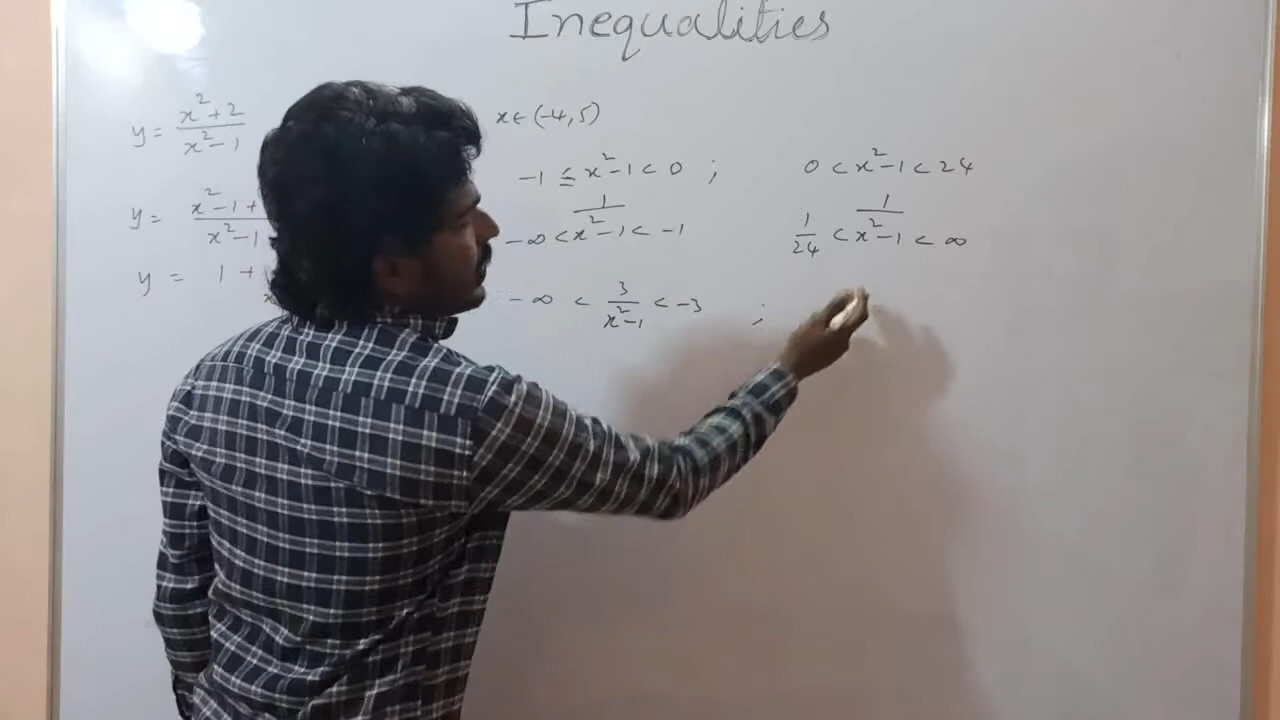 Inequalities
y = x²+2 / x²-1    x ∈ (-4, 5)
-1 ≤ x²-1 < 0 ;    0 < x²-1 < 24
y = x²-1+ / x²-1    -∞ < 1 / x²-1 < -1    1/24 < 1 / x²-1 < ∞
y = 1 +    -∞ < 3 / x²-1 < -3 ;